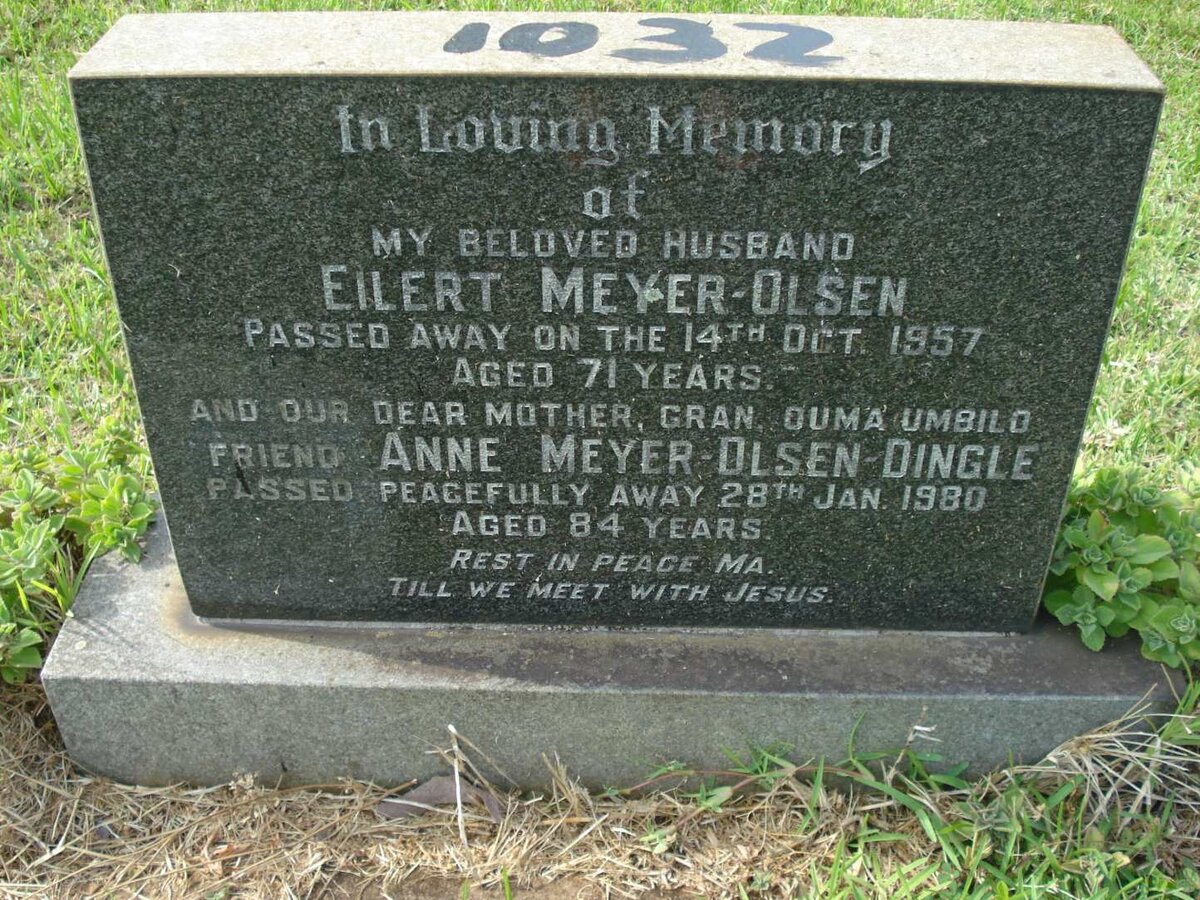 1032
In Loving Memory
of
MY BELOVED HUSBAND
EILERT MEYER-OLSEN
PASSED AWAY ON THE 14TH OCT. 1957
AGED 71 YEARS.
AND OUR DEAR MOTHER, GRAN, OUMA UMBILO
FRIEND ANNE MEYER-OLSEN-DINGLE
PASSED PEACEFULLY AWAY 28TH JAN. 1980
AGED 84 YEARS.
REST IN PEACE MA.
TILL WE MEET WITH JESUS.